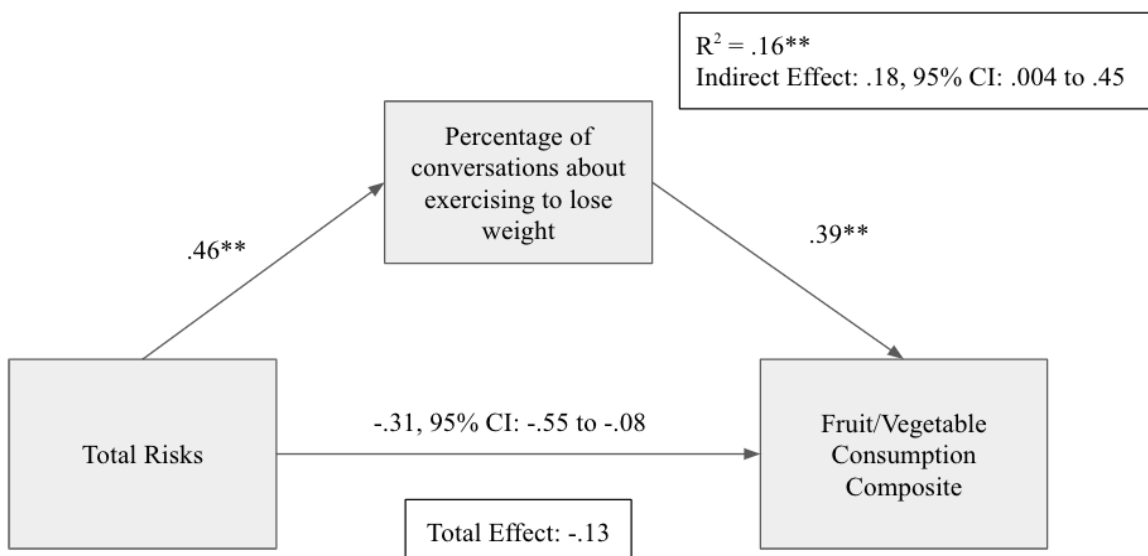 R² = .16**
Indirect Effect: .18, 95% CI: .004 to .45
Percentage of
conversations about
exercising to lose
weight
.46**
.39**
Total Risks
-.31, 95% CI: -.55 to -.08
Fruit/Vegetable
Consumption
Composite
Total Effect: -.13